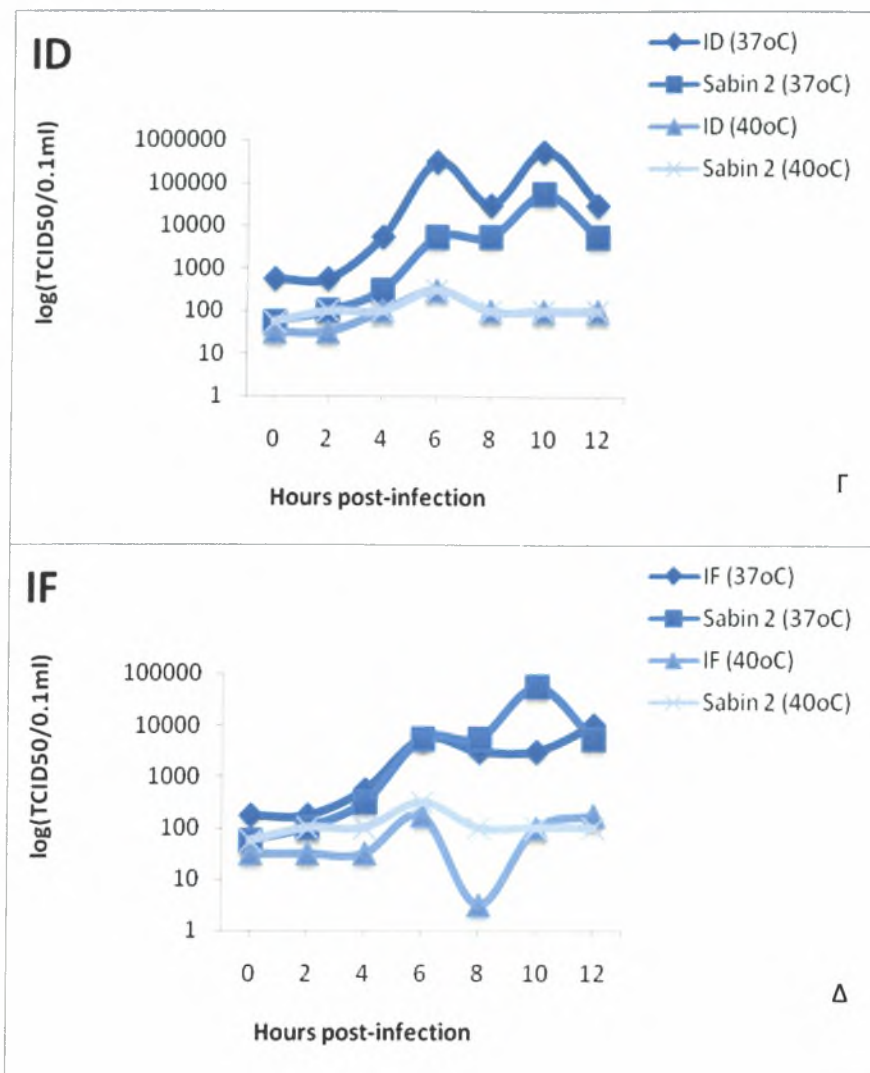 ID
ID (37oC)
Sabin 2 (37oC)
ID (40oC)
Sabin 2 (40oC)
log(TCID50/0.1ml)
1000000
100000
10000
1000
100
10
1
0 2 4 6 8 10 12
Hours post-infection
Γ
IF
IF (37oC)
Sabin 2 (37oC)
IF (40oC)
Sabin 2 (40oC)
log(TCID50/0.1ml)
100000
10000
1000
100
10
1
0 2 4 6 8 10 12
Hours post-infection
Δ